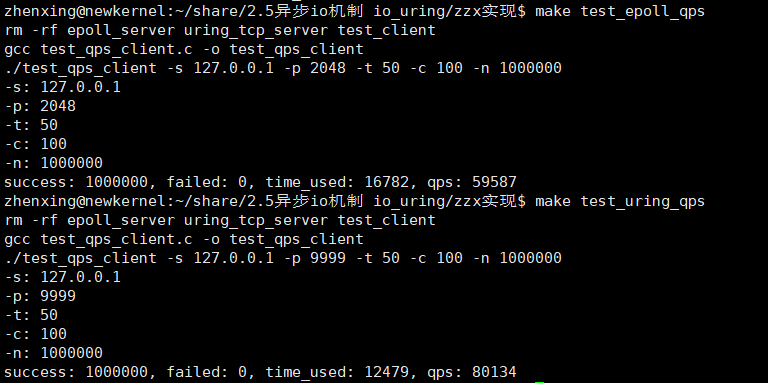 zhenxing@newkernel:~/share/2.5异步io机制 io_uring/zzx实现$ make test_epoll_qps
rm -rf epoll_server uring_tcp_server test_client
gcc test_qps_client.c -o test_qps_client
./test_qps_client -s 127.0.0.1 -p 2048 -t 50 -c 100 -n 1000000
-s: 127.0.0.1
-p: 2048
-t: 50
-c: 100
-n: 1000000
success: 1000000, failed: 0, time_used: 16782, qps: 59587
zhenxing@newkernel:~/share/2.5异步io机制 io_uring/zzx实现$ make test_uring_qps
rm -rf epoll_server uring_tcp_server test_client
gcc test_qps_client.c -o test_qps_client
./test_qps_client -s 127.0.0.1 -p 9999 -t 50 -c 100 -n 1000000
-s: 127.0.0.1
-p: 9999
-t: 50
-c: 100
-n: 1000000
success: 1000000, failed: 0, time_used: 12479, qps: 80134